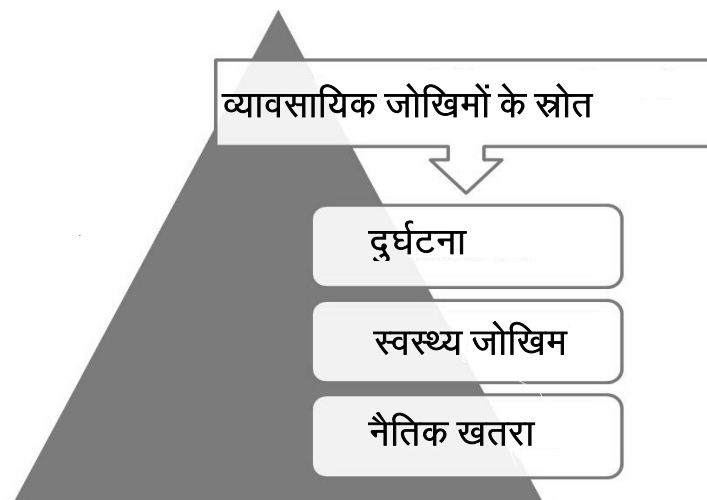 व्यावसायिक जोखिमों के स्रोत
दुर्घटना
स्वस्थ्य जोखिम
नैतिक खतरा